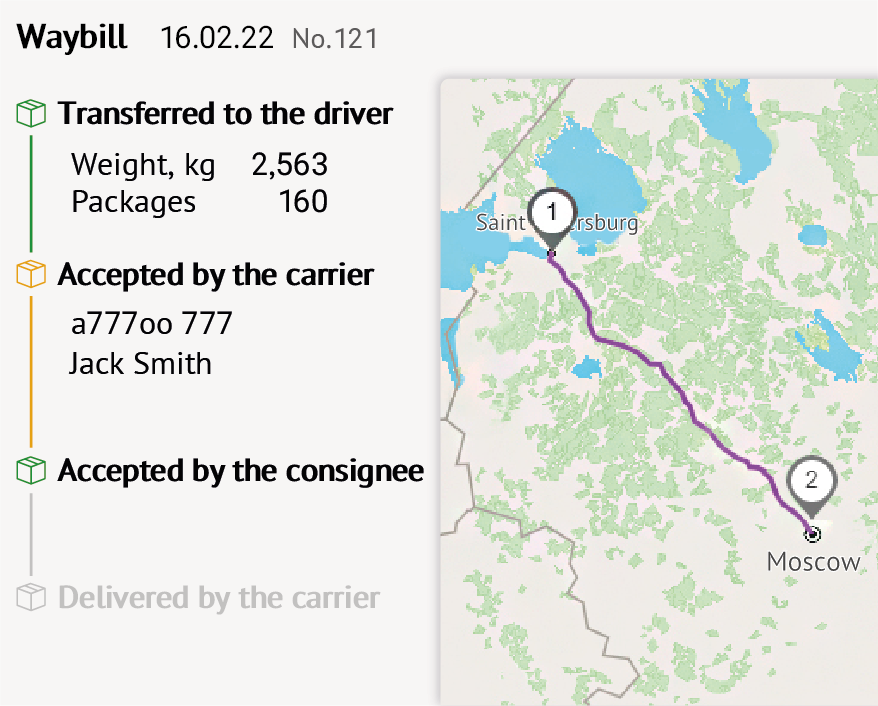 Waybill 16.02.22 No.121
Transferred to the driver
Weight, kg 2,563
Packages 160
Accepted by the carrier
a777oo 777
Jack Smith
Accepted by the consignee
Delivered by the carrier
1
Saint ersburg
2
Moscow